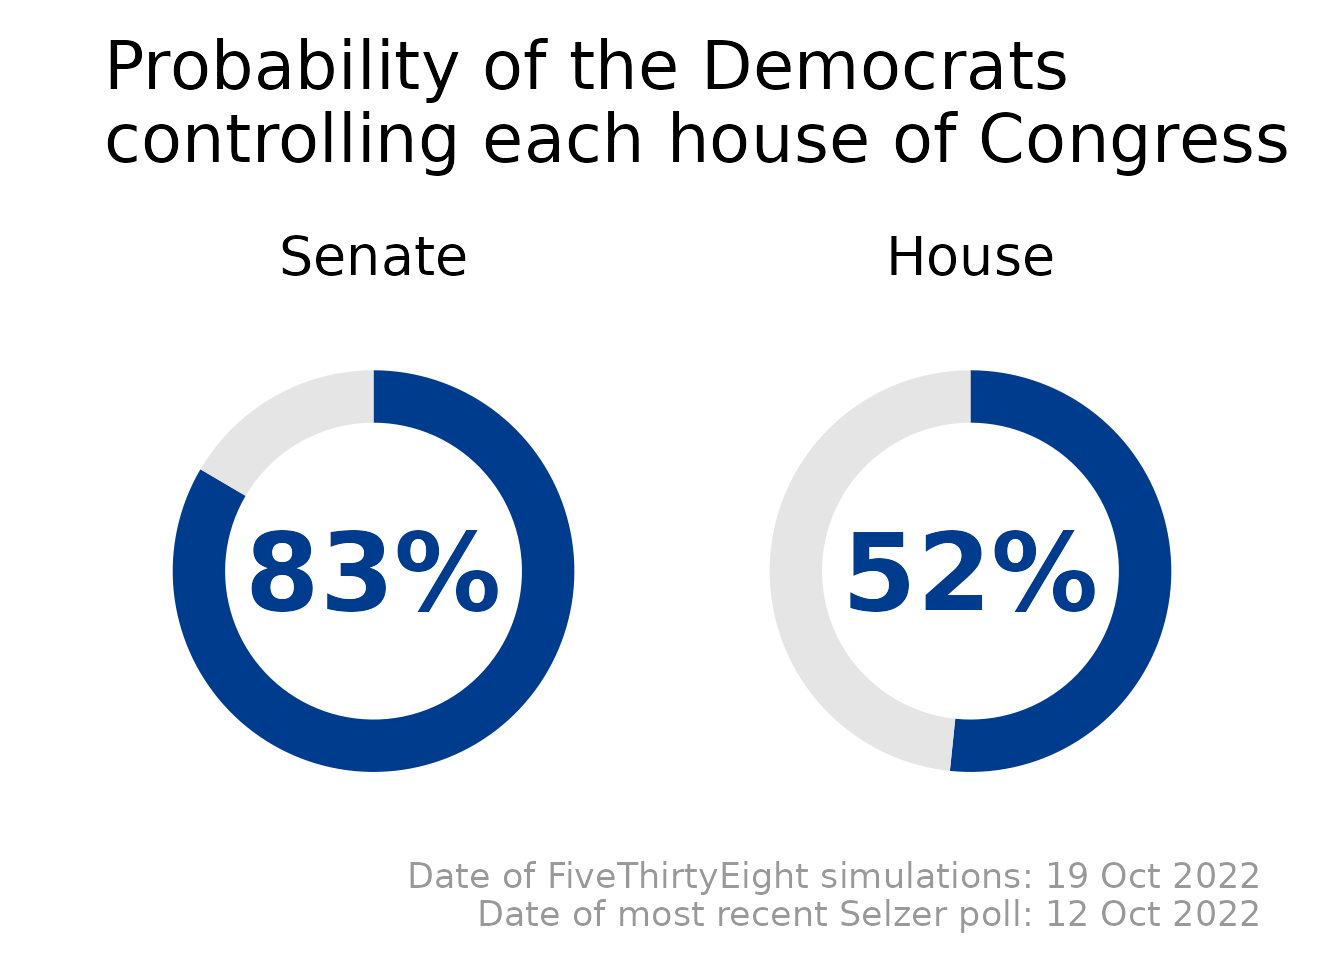 Probability of the Democrats
controlling each house of Congress
Senate
House
83%
52%
Date of FiveThirtyEight simulations: 19 Oct 2022
Date of most recent Selzer poll: 12 Oct 2022